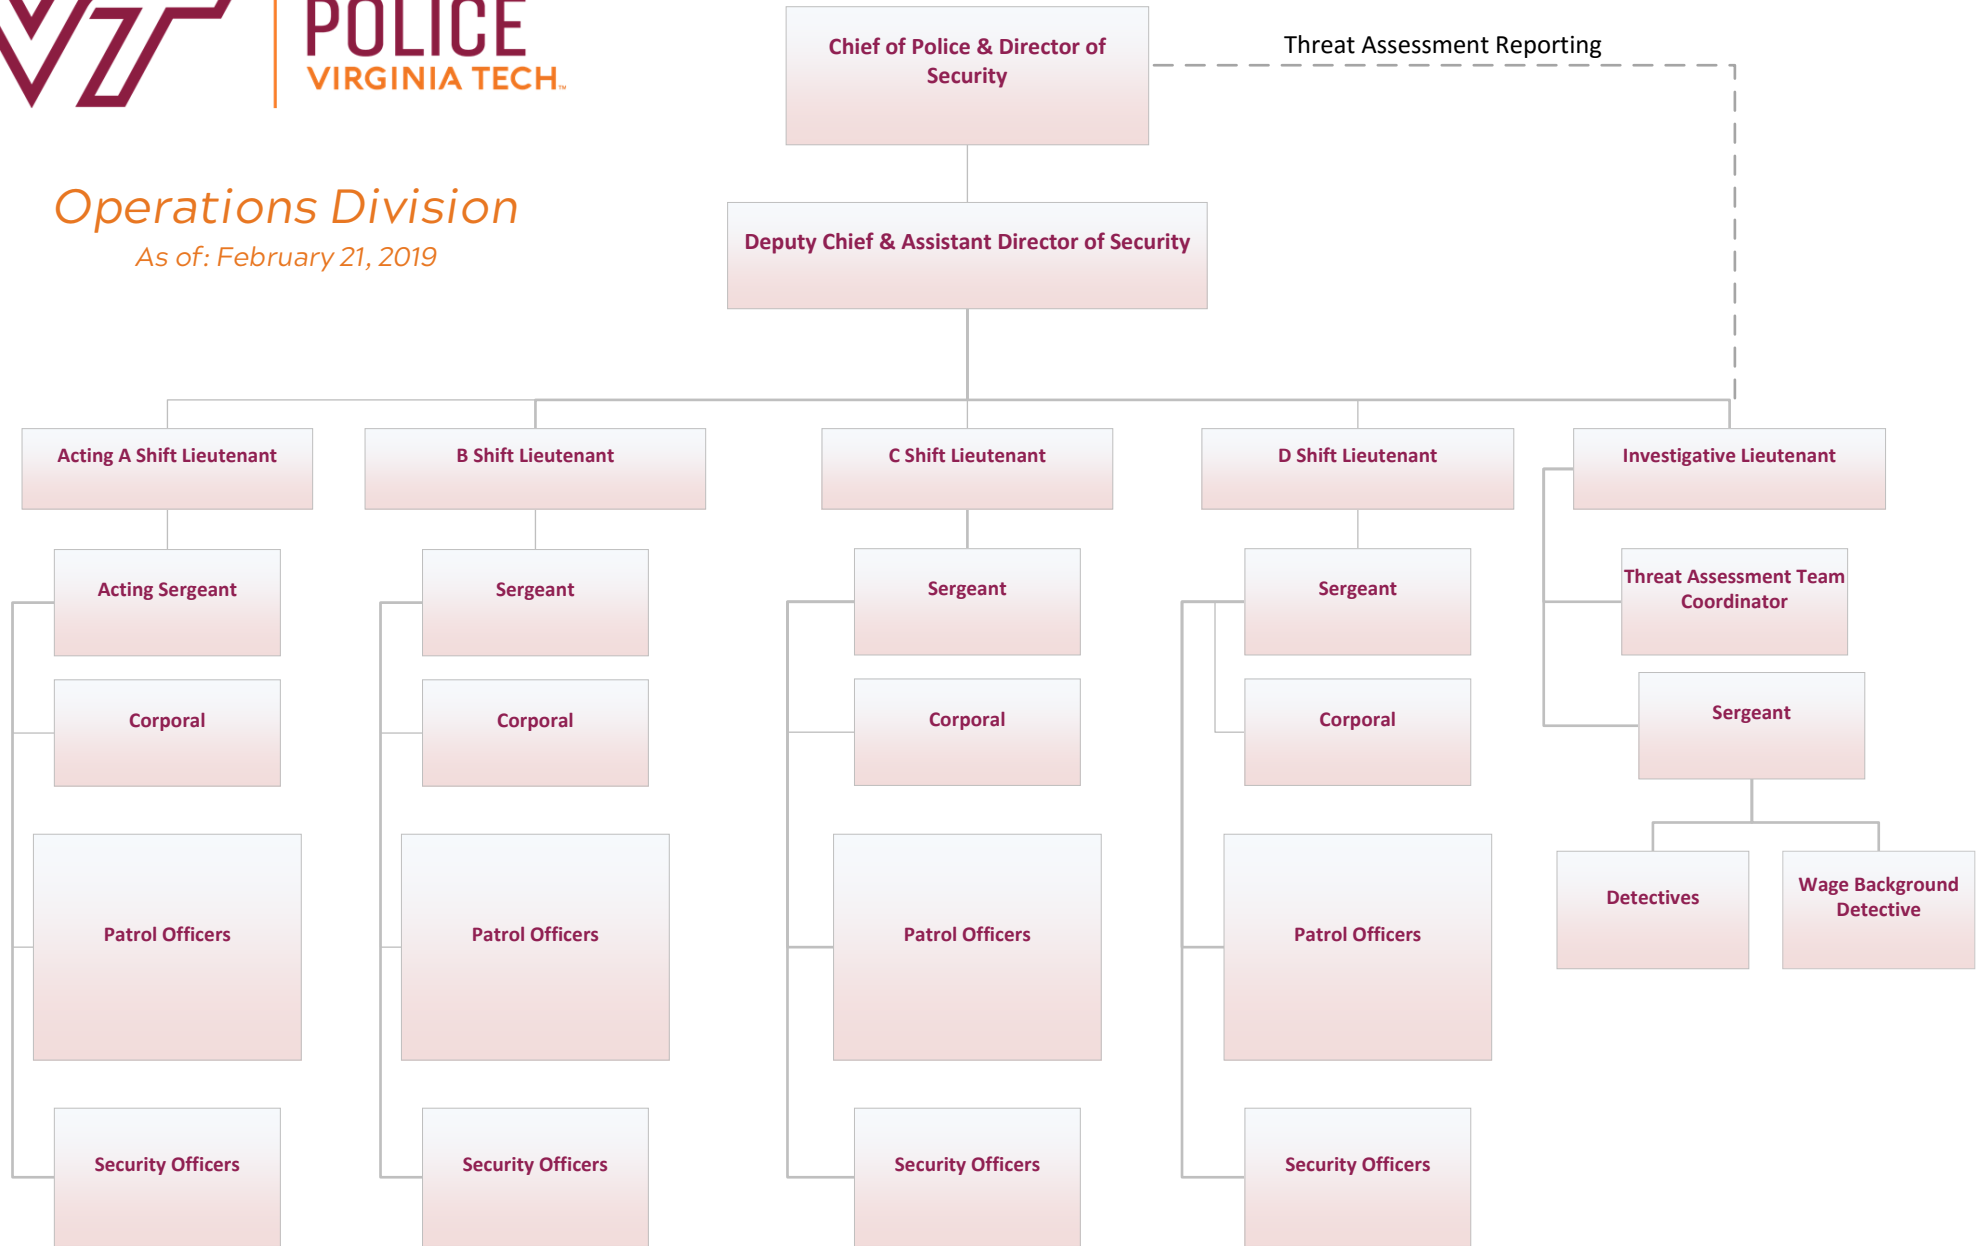 VT
POLICE
VIRGINIA TECH™
Operations Division
As of: February 21, 2019
Chief of Police & Director of
Security
Threat Assessment Reporting
Deputy Chief & Assistant Director of Security
Acting A Shift Lieutenant
B Shift Lieutenant
C Shift Lieutenant
D Shift Lieutenant
Investigative Lieutenant
Acting Sergeant
Sergeant
Sergeant
Sergeant
Threat Assessment Team
Coordinator
Corporal
Corporal
Corporal
Corporal
Sergeant
Patrol Officers
Patrol Officers
Patrol Officers
Patrol Officers
Detectives
Wage Background
Detective
Security Officers
Security Officers
Security Officers
Security Officers